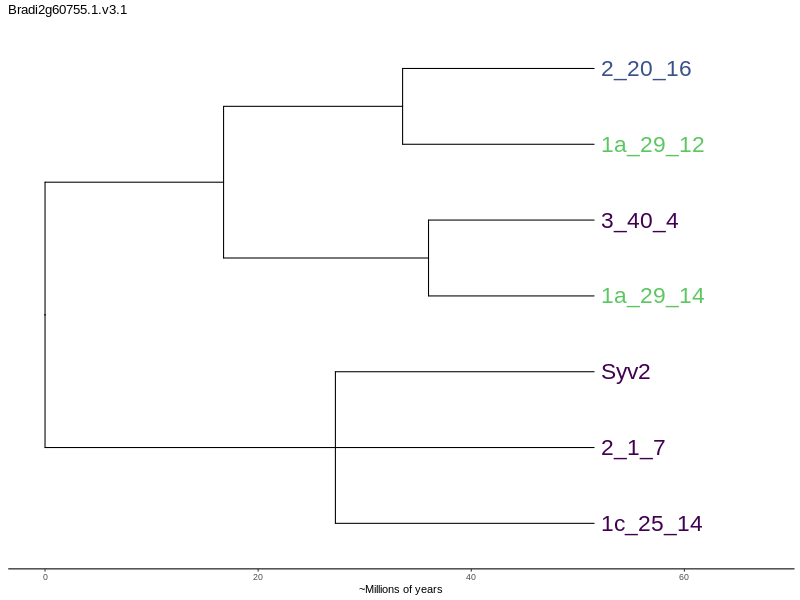 Bradi2g60755.1.v3.1
2_20_16
1a_29_12
3_40_4
1a_29_14
Syv2
2_1_7
1c_25_14
0 20 40 60
~Millions of years